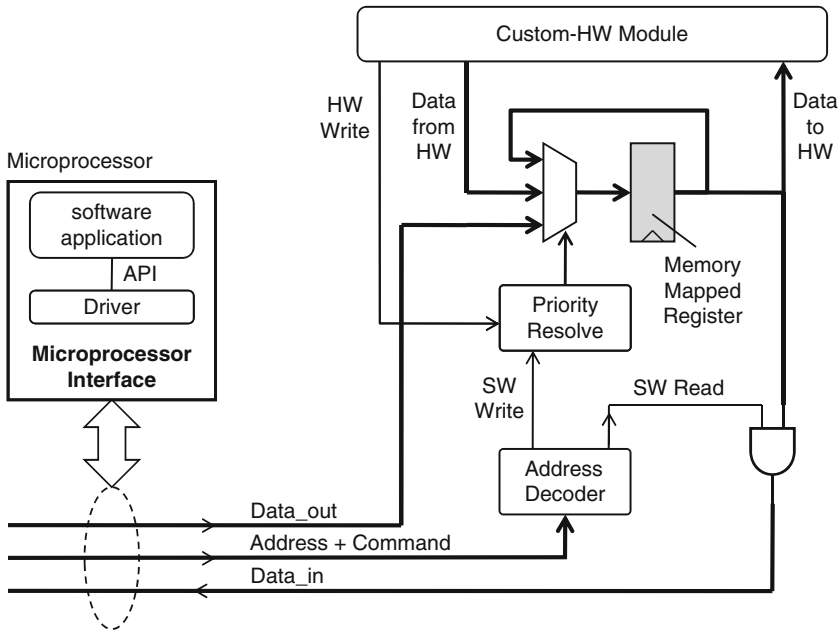 Custom-HW Module
HW
Write
Data
from
HW
Data
to
HW
Microprocessor
software
application
API
Driver
Microprocessor
Interface
Memory
Mapped
Register
Priority
Resolve
SW
Write
SW Read
Address
Decoder
Data_out
Address + Command
Data_in